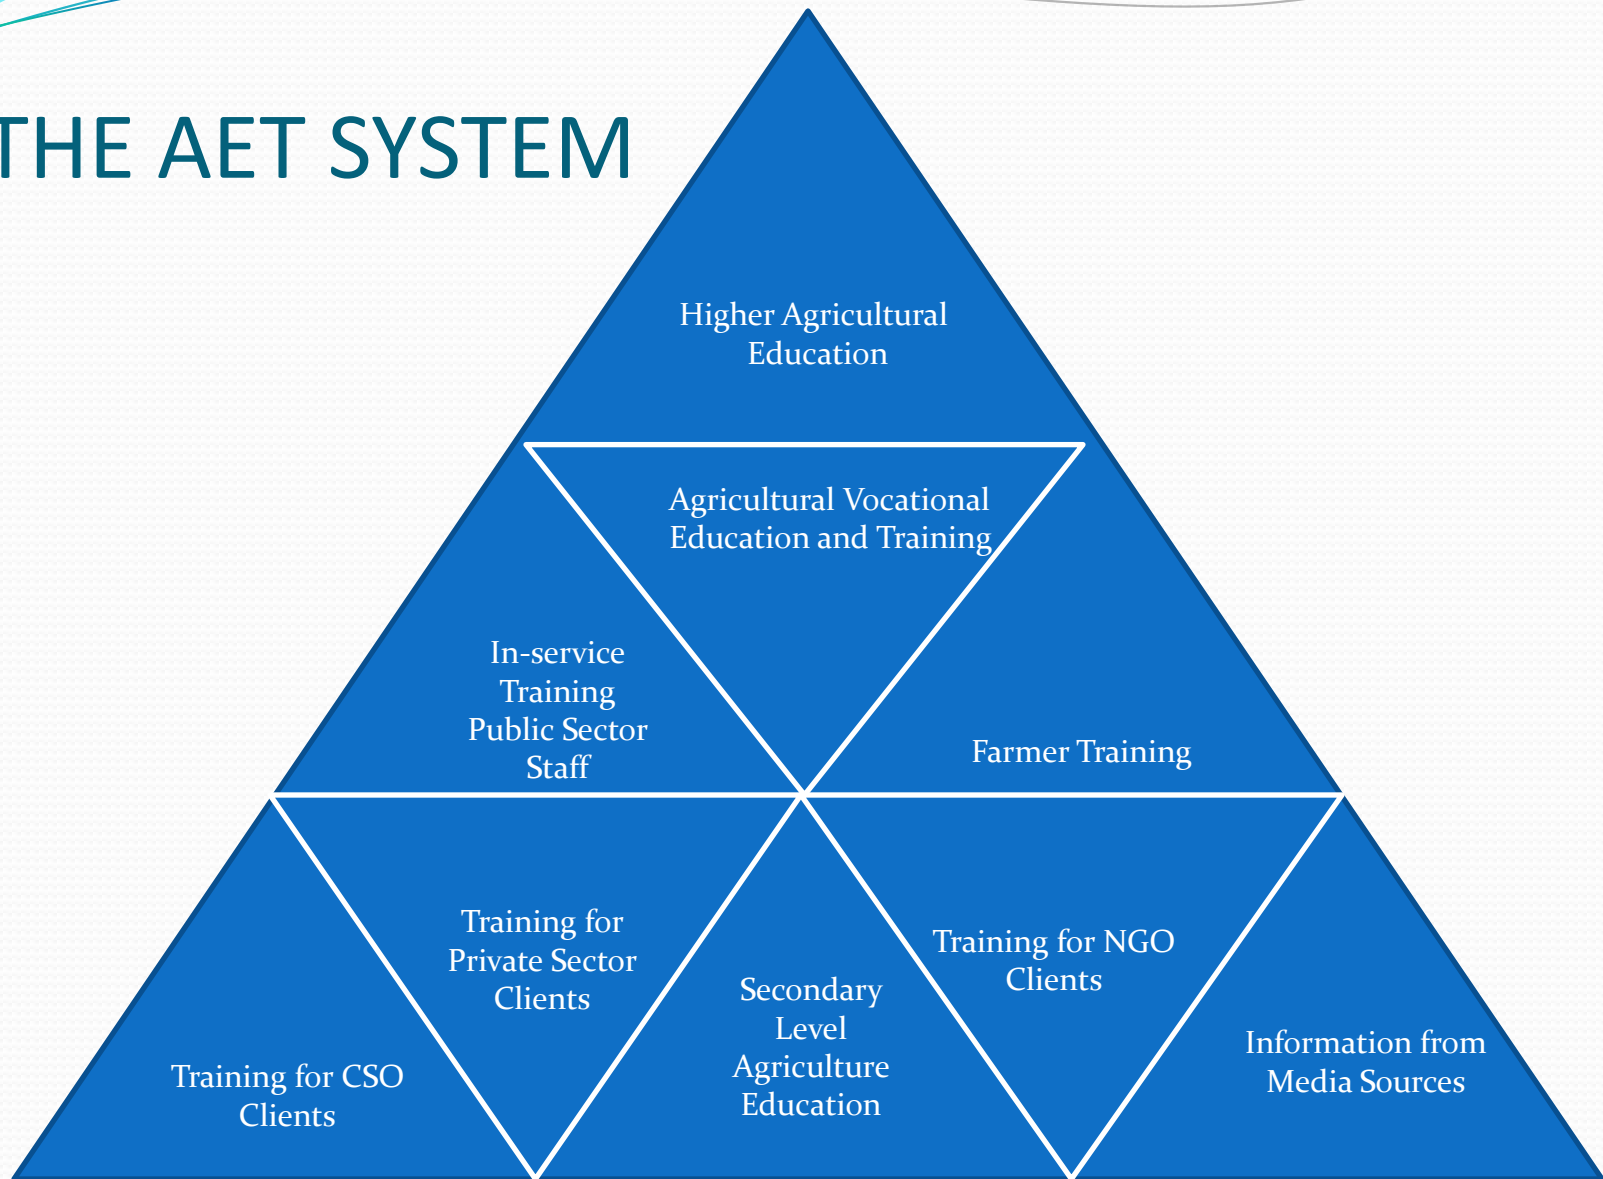 THE AET SYSTEM
Higher Agricultural
Education
Agricultural Vocational
Education and Training
In-service
Training
Public Sector
Staff
Farmer Training
Training for CSO
Clients
Training for
Private Sector
Clients
Secondary
Level
Agriculture
Education
Training for NGO
Clients
Information from
Media Sources